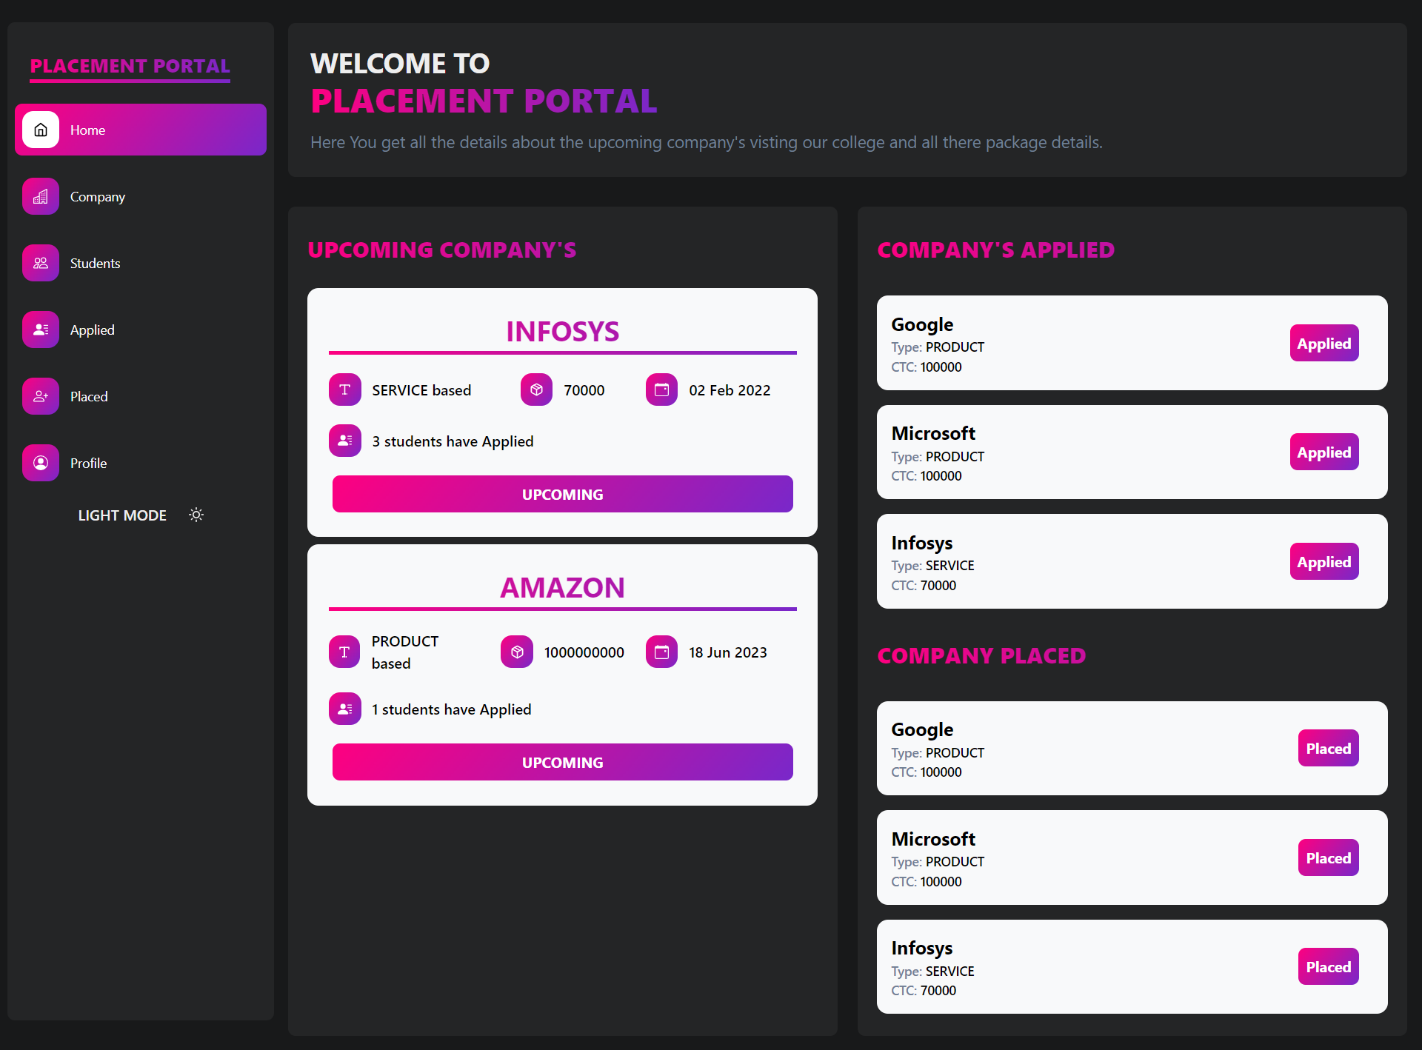 PLACEMENT PORTAL
Home
Company
Students
Applied
Placed
Profile
LIGHT MODE
WELCOME TO
PLACEMENT PORTAL
Here You get all the details about the upcoming company's visting our college and all there package details.
UPCOMING COMPANY'S
INFOSYS
SERVICE based 70000 02 Feb 2022
3 students have Applied
UPCOMING
AMAZON
PRODUCT
based
1000000000 18 Jun 2023
1 students have Applied
UPCOMING
COMPANY'S APPLIED
Google
Type: PRODUCT
CTC: 100000
Applied
Microsoft
Type: PRODUCT
CTC: 100000
Applied
Infosys
Type: SERVICE
CTC: 70000
Applied
COMPANY PLACED
Google
Type: PRODUCT
CTC: 100000
Placed
Microsoft
Type: PRODUCT
CTC: 100000
Placed
Infosys
Type: SERVICE
CTC: 70000
Placed